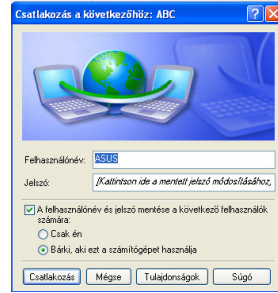 Csatlakozás a következőhöz: ABC
Felhasználónév: ASUS
Jelszó: [Kattintson ide a mentett jelszó módosításához,
A felhasználónév és jelszó mentése a következő felhasználók
számára:
Csak én
Bárki, aki ezt a számítógépet használja
Csatlakozás Mégse Tulajdonságok Súgó